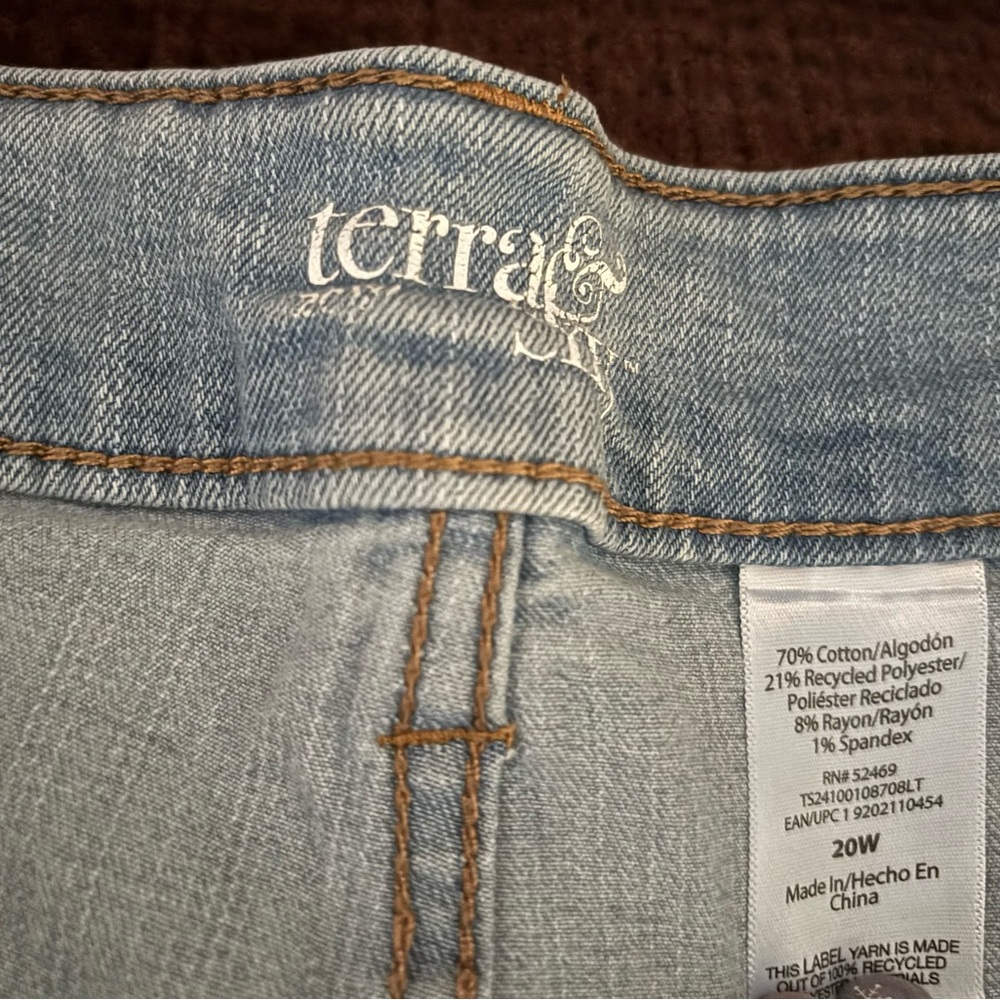 terra &
sky™
70% Cotton/Algodón
21% Recycled Polyester/
Poliéster Reciclado
8% Rayon/Rayón
1% Spandex
RN# 52469
TS24100108708LT
EAN/UPC 1 9202110454
20W
Made In/Hecho En
China
THIS LABEL YARN IS MADE
OUT OF 100% RECYCLED